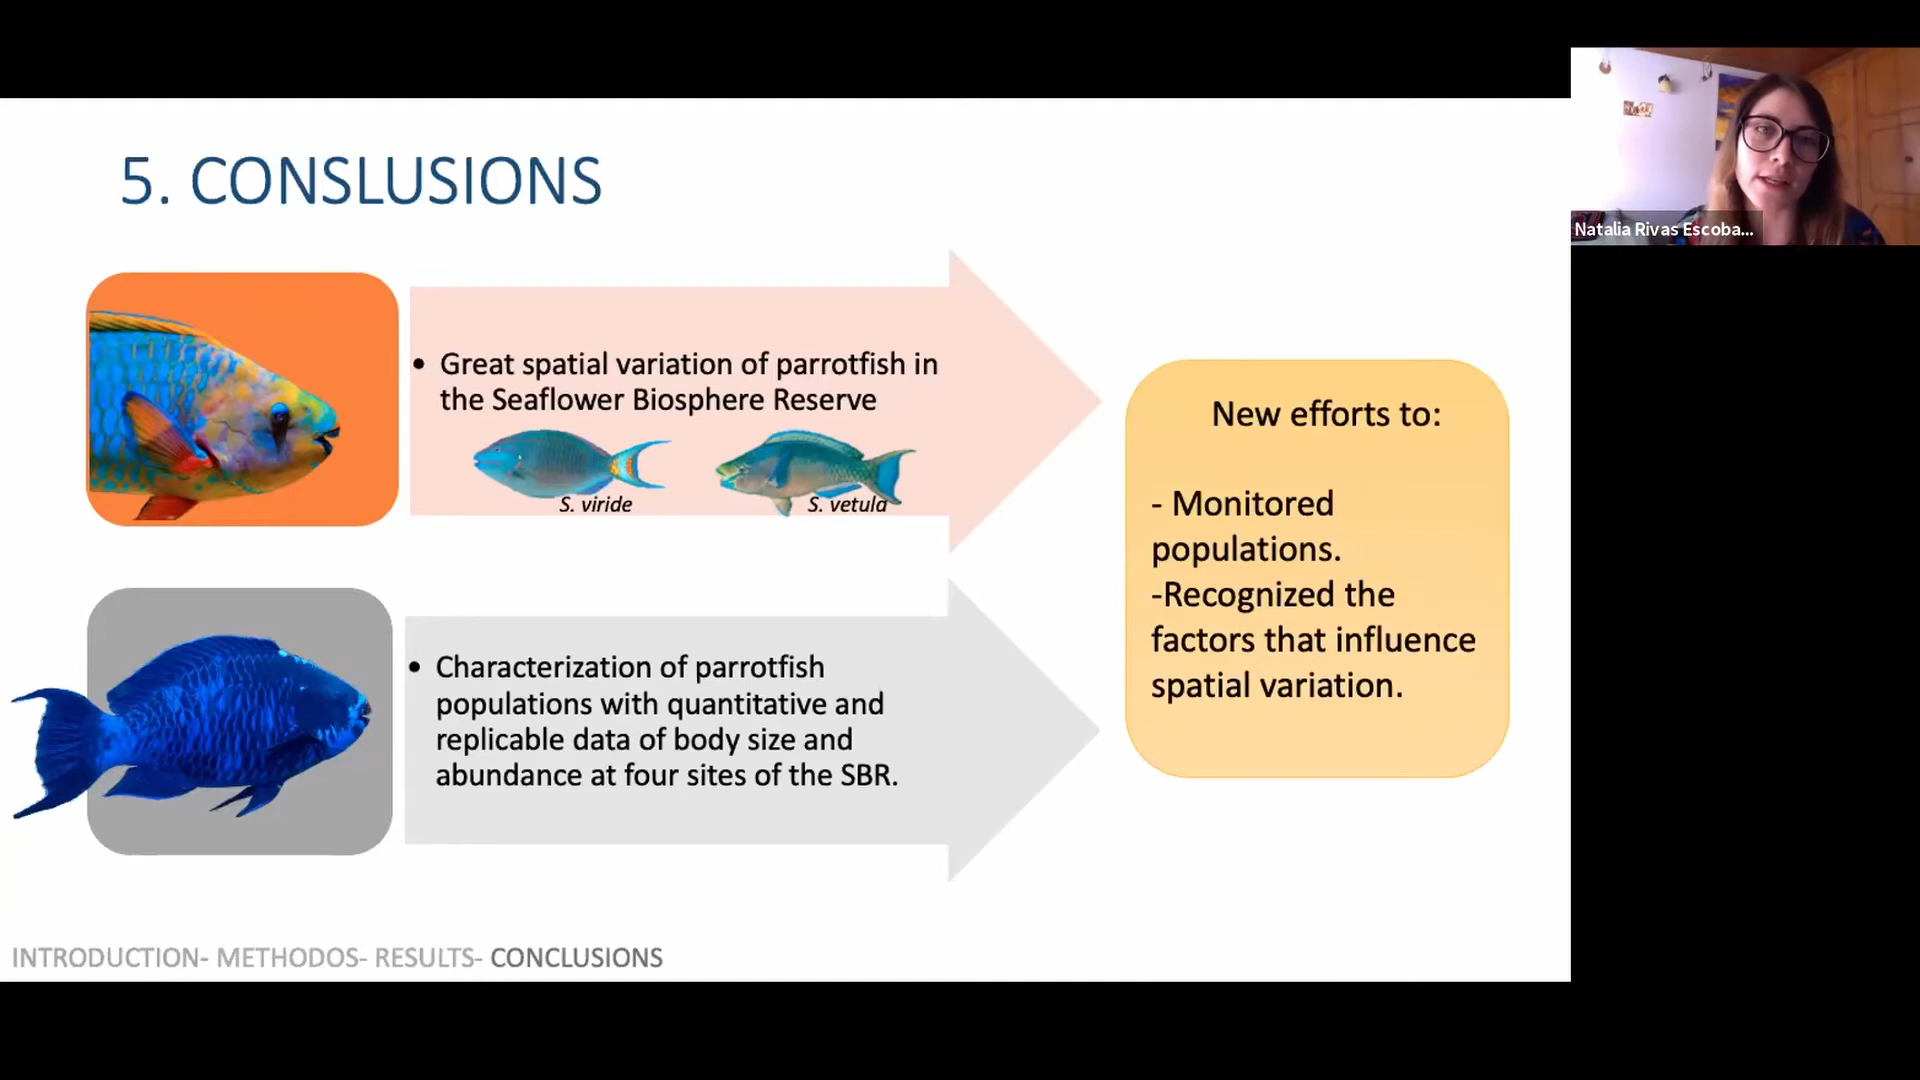 5. CONSLUSIONS
• Great spatial variation of parrotfish in
the Seaflower Biosphere Reserve
S. viride
S. vetula
• Characterization of parrotfish
populations with quantitative and
replicable data of body size and
abundance at four sites of the SBR.
New efforts to:
- Monitored
populations.
-Recognized the
factors that influence
spatial variation.
INTRODUCTION- METHODOS- RESULTS- CONCLUSIONS
Natalia Rivas Escoba...